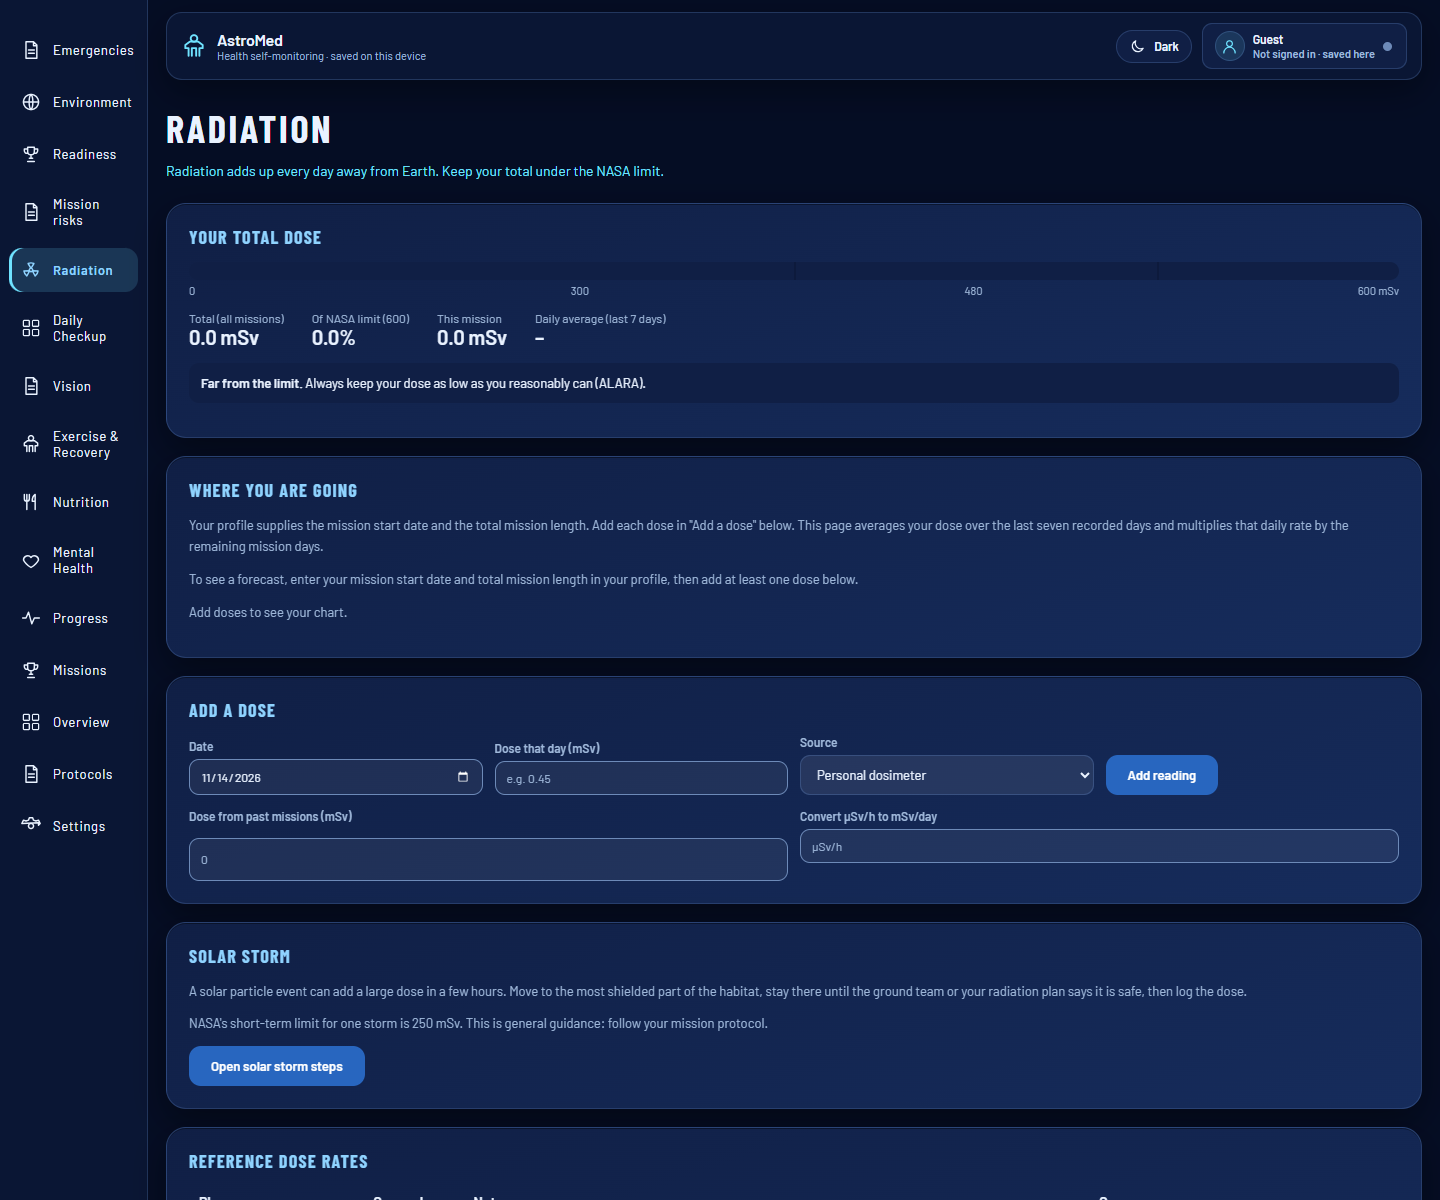 Emergencies
Environment
Readiness
Mission
risks
Radiation
Daily
Checkup
Vision
Exercise &
Recovery
Nutrition
Mental
Health
Progress
Missions
Overview
Protocols
Settings
AstroMed
Health self-monitoring · saved on this device
Dark
Guest
Not signed in · saved here
RADIATION
Radiation adds up every day away from Earth. Keep your total under the NASA limit.
YOUR TOTAL DOSE
0 300 480 600 mSv
Total (all missions) Of NASA limit (600) This mission Daily average (last 7 days)
0.0 mSv 0.0% 0.0 mSv –
Far from the limit. Always keep your dose as low as you reasonably can (ALARA).
WHERE YOU ARE GOING
Your profile supplies the mission start date and the total mission length. Add each dose in "Add a dose" below. This page averages your dose over the last seven recorded days and multiplies that daily rate by the
remaining mission days.
To see a forecast, enter your mission start date and total mission length in your profile, then add at least one dose below.
Add doses to see your chart.
ADD A DOSE
Date Dose that day (mSv) Source
11/14/2026 e.g. 0.45 Personal dosimeter Add reading
Dose from past missions (mSv) Convert µSv/h to mSv/day
0 µSv/h
SOLAR STORM
A solar particle event can add a large dose in a few hours. Move to the most shielded part of the habitat, stay there until the ground team or your radiation plan says it is safe, then log the dose.
NASA's short-term limit for one storm is 250 mSv. This is general guidance: follow your mission protocol.
Open solar storm steps
REFERENCE DOSE RATES